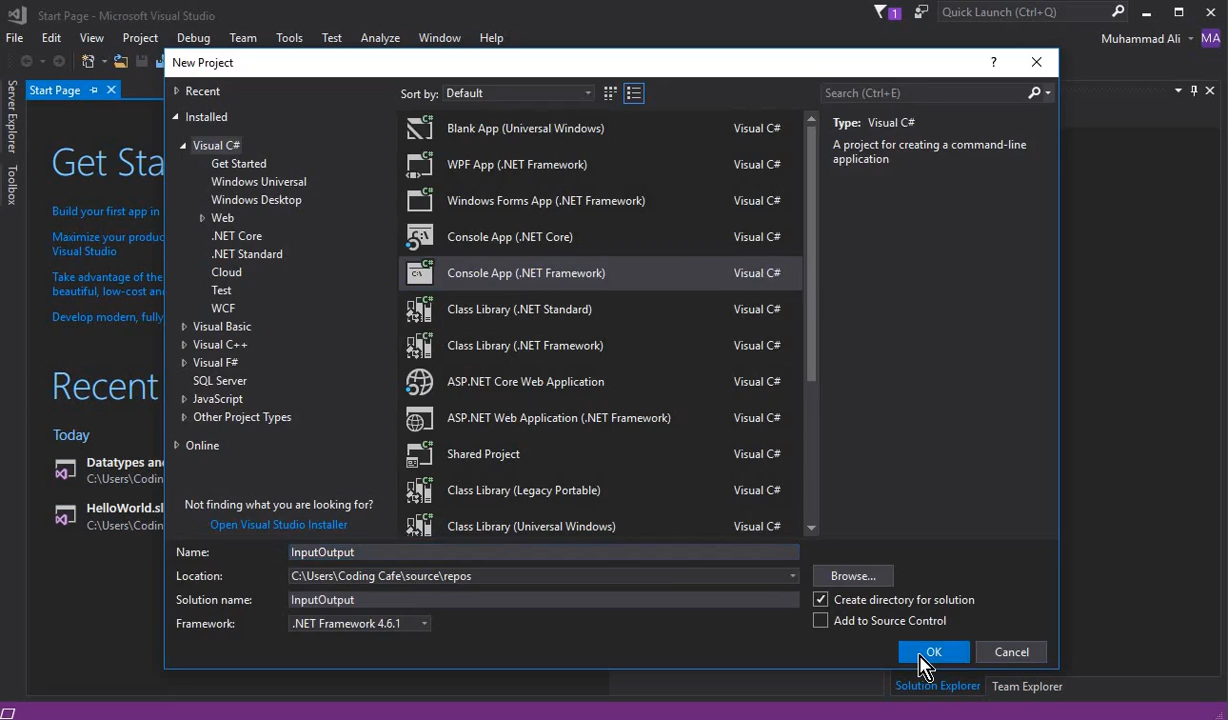 Start Page - Microsoft Visual Studio
1
Quick Launch (Ctrl+Q)
File Edit View Project Debug Team Tools Test Analyze Window Help
Muhammad Ali MA
Server Explorer
Toolbox
Start Page
Get Sta
Build your first app in
Maximize your produc
Visual Studio
Take advantage of the
beautiful, low-cost and
Develop modern, fully
Recent
Today
Datatypes and
C:\Users\Codin
HelloWorld.sl
C:\Users\Codin
New Project
?
Recent
Installed
Visual C#
Get Started
Windows Universal
Windows Desktop
Web
.NET Core
.NET Standard
Cloud
Test
WCF
Visual Basic
Visual C++
Visual F#
SQL Server
JavaScript
Other Project Types
Online
Not finding what you are looking for?
Open Visual Studio Installer
Sort by: Default
Search (Ctrl+E)
Blank App (Universal Windows) Visual C#
WPF App (.NET Framework) Visual C#
Windows Forms App (.NET Framework) Visual C#
Console App (.NET Core) Visual C#
Console App (.NET Framework) Visual C#
Class Library (.NET Standard) Visual C#
Class Library (.NET Framework) Visual C#
ASP.NET Core Web Application Visual C#
ASP.NET Web Application (.NET Framework) Visual C#
Shared Project Visual C#
Class Library (Legacy Portable) Visual C#
Class Library (Universal Windows) Visual C#
Type: Visual C#
A project for creating a command-line
application
Name: InputOutput
Location: C:\Users\Coding Cafe\source\repos
Browse...
Solution name: InputOutput
Create directory for solution
Framework: .NET Framework 4.6.1
Add to Source Control
OK Cancel
Solution Explorer Team Explorer